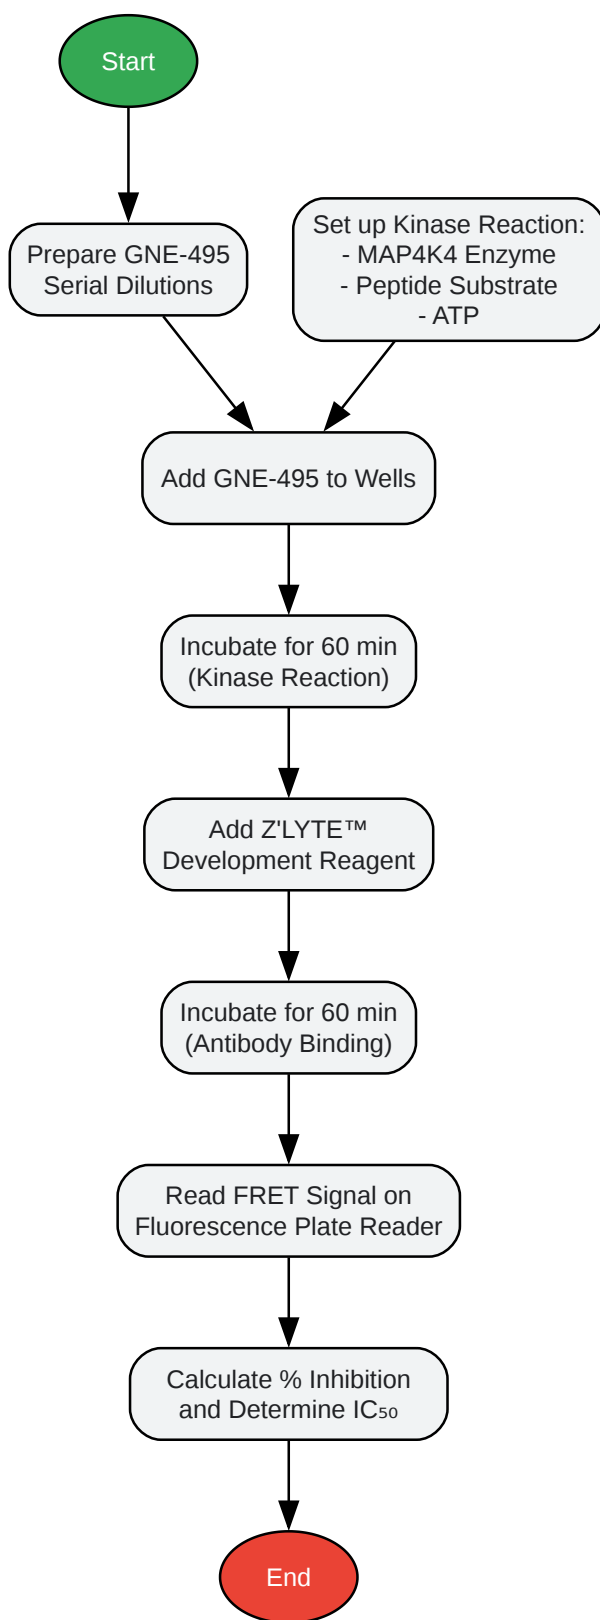 Start
Prepare GNE-495
Serial Dilutions
Set up Kinase Reaction:
- MAP4K4 Enzyme
- Peptide Substrate
- ATP
Add GNE-495 to Wells
Incubate for 60 min
(Kinase Reaction)
Add Z'LYTE™
Development Reagent
Incubate for 60 min
(Antibody Binding)
Read FRET Signal on
Fluorescence Plate Reader
Calculate % Inhibition
and Determine IC₅₀
End